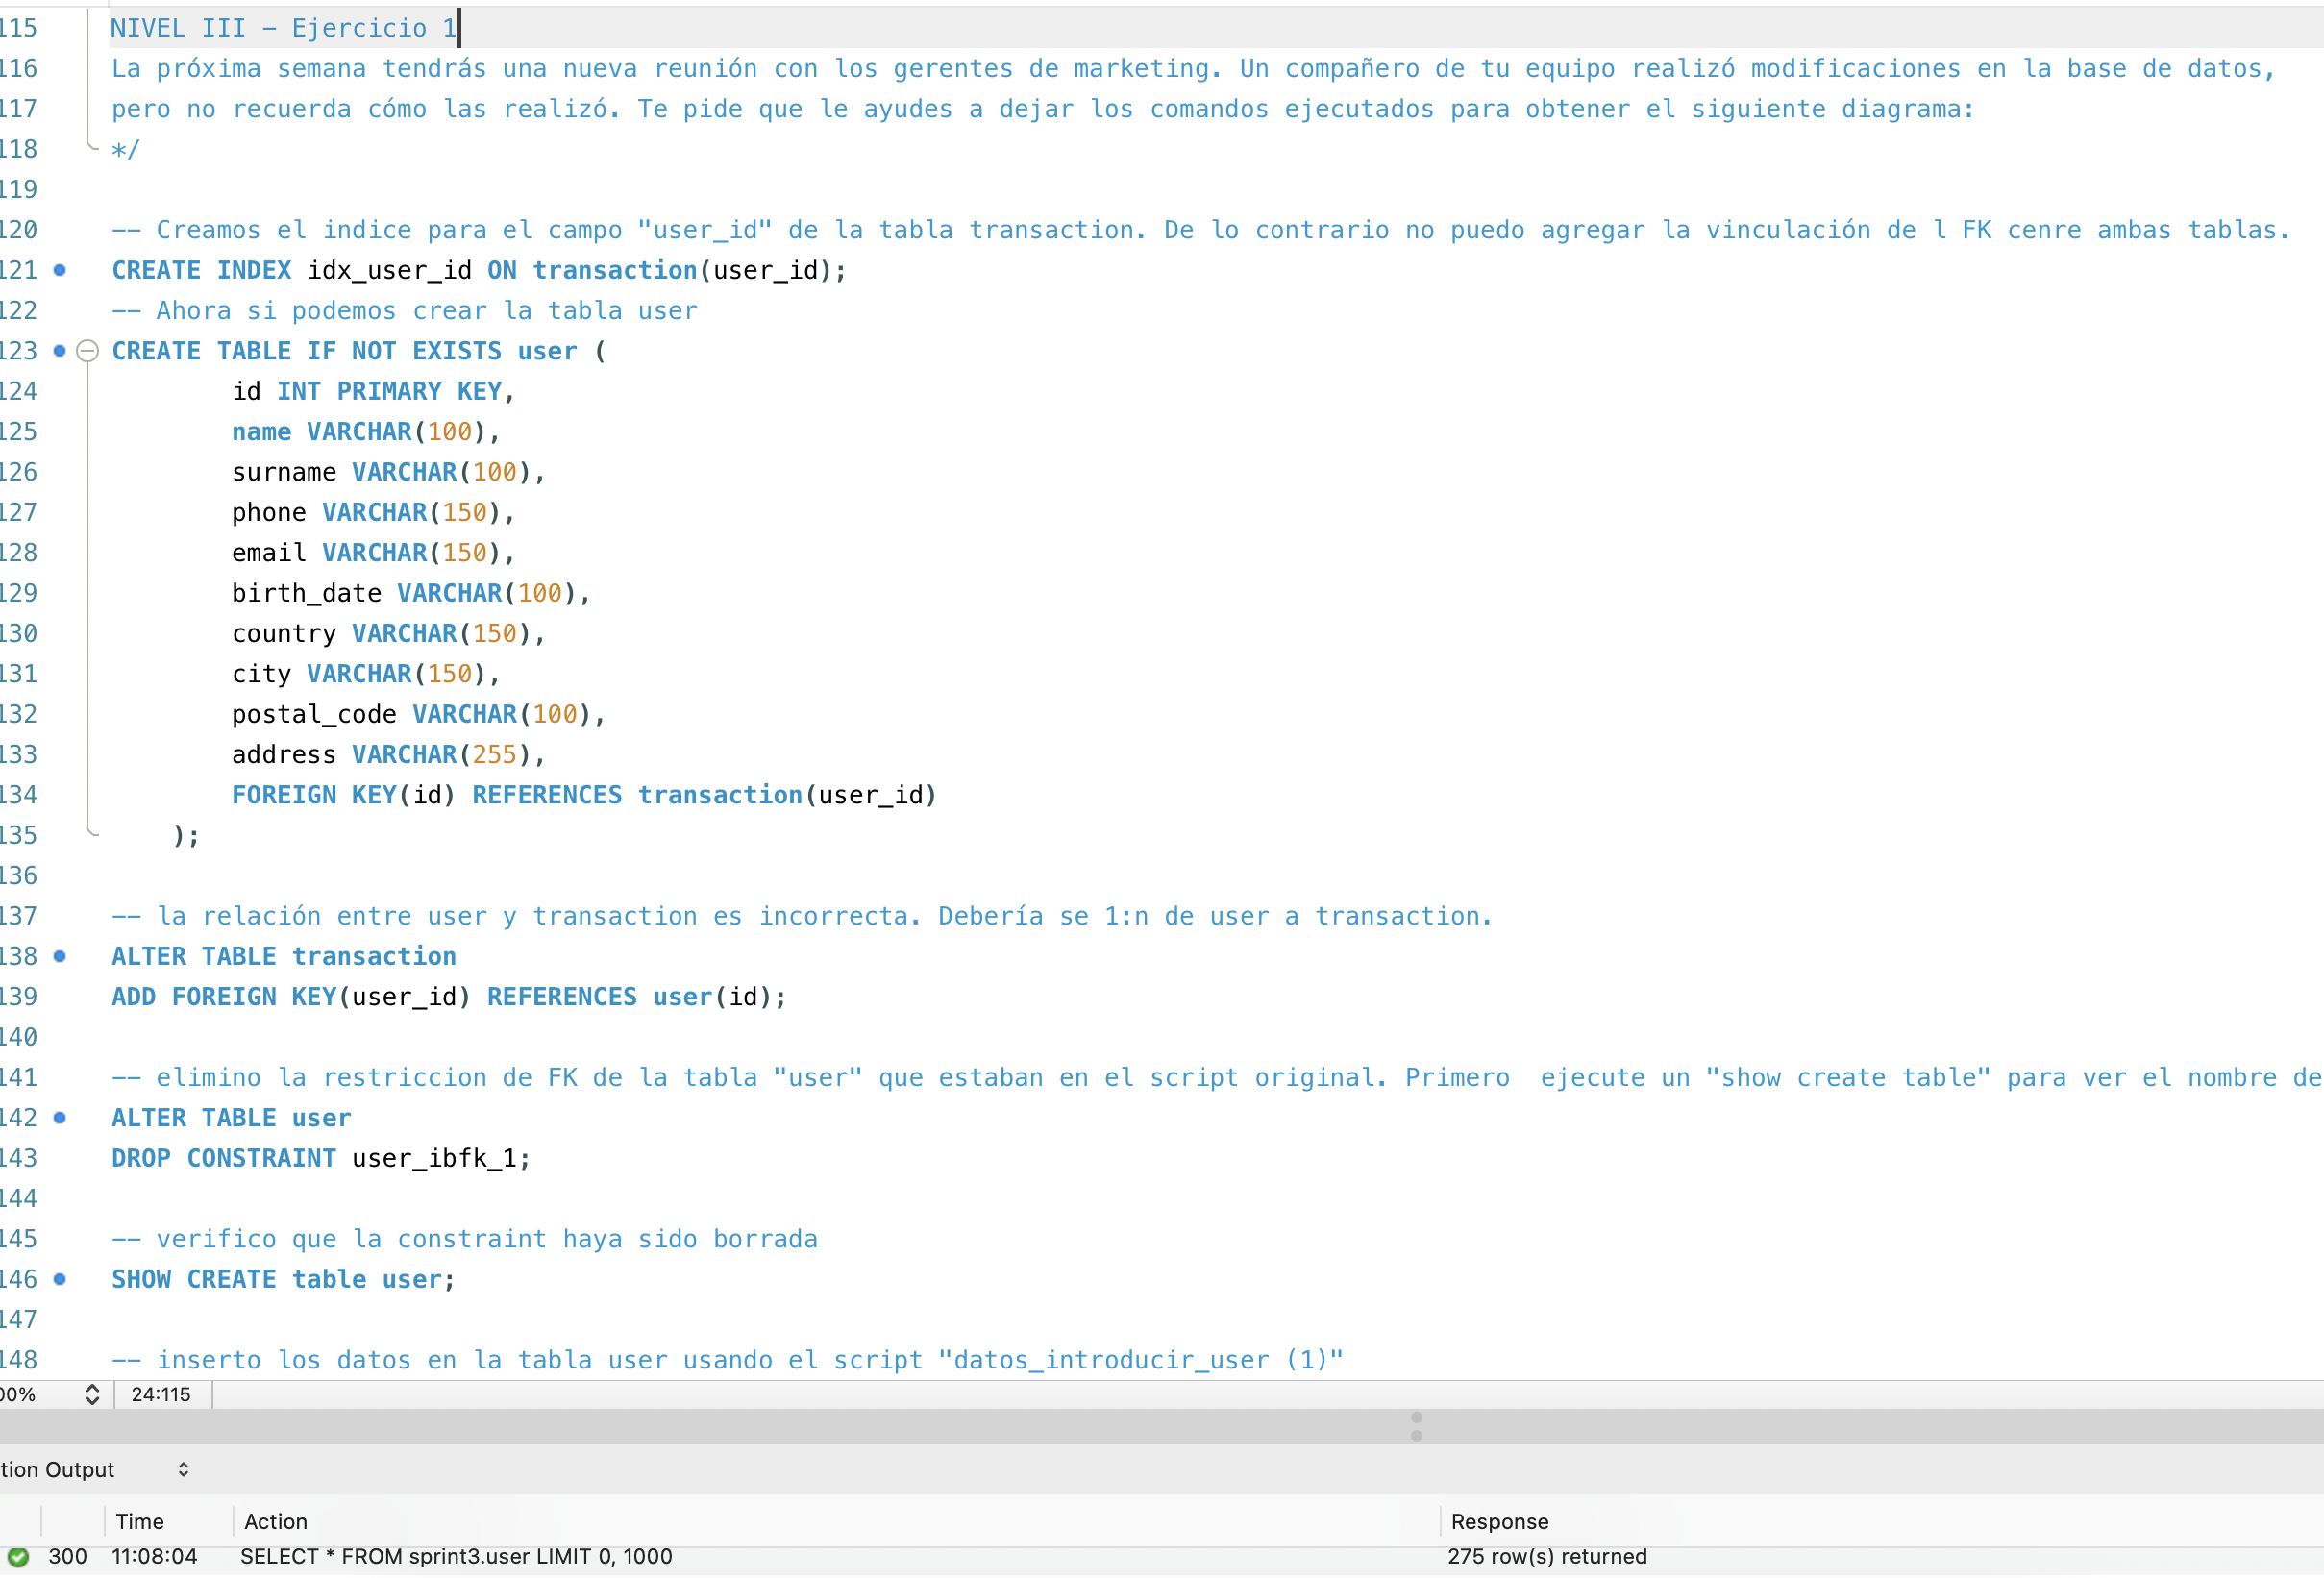 115 NIVEL III - Ejercicio 1
116 La próxima semana tendrás una nueva reunión con los gerentes de marketing. Un compañero de tu equipo realizó modificaciones en la base de datos,
117 pero no recuerda cómo las realizó. Te pide que le ayudes a dejar los comandos ejecutados para obtener el siguiente diagrama:
118 */
119
120 -- Creamos el indice para el campo "user_id" de la tabla transaction. De lo contrario no puedo agregar la vinculación de l FK cenre ambas tablas.
121 CREATE INDEX idx_user_id ON transaction(user_id);
122 -- Ahora si podemos crear la tabla user
123 CREATE TABLE IF NOT EXISTS user (
124 id INT PRIMARY KEY,
125 name VARCHAR(100),
126 surname VARCHAR(100),
127 phone VARCHAR(150),
128 email VARCHAR(150),
129 birth_date VARCHAR(100),
130 country VARCHAR(150),
131 city VARCHAR(150),
132 postal_code VARCHAR(100),
133 address VARCHAR(255),
134 FOREIGN KEY(id) REFERENCES transaction(user_id)
135 );
136
137 -- la relación entre user y transaction es incorrecta. Debería se 1:n de user a transaction.
138 ALTER TABLE transaction
139 ADD FOREIGN KEY(user_id) REFERENCES user(id);
140
141 -- elimino la restriccion de FK de la tabla "user" que estaban en el script original. Primero  ejecute un "show create table" para ver el nombre de
142 ALTER TABLE user
143 DROP CONSTRAINT user_ibfk_1;
144
145 -- verifico que la constraint haya sido borrada
146 SHOW CREATE table user;
147
148 -- inserto los datos en la tabla user usando el script "datos_introducir_user (1)"
00% 24:115
tion Output
Time Action Response
300 11:08:04 SELECT * FROM sprint3.user LIMIT 0, 1000 275 row(s) returned